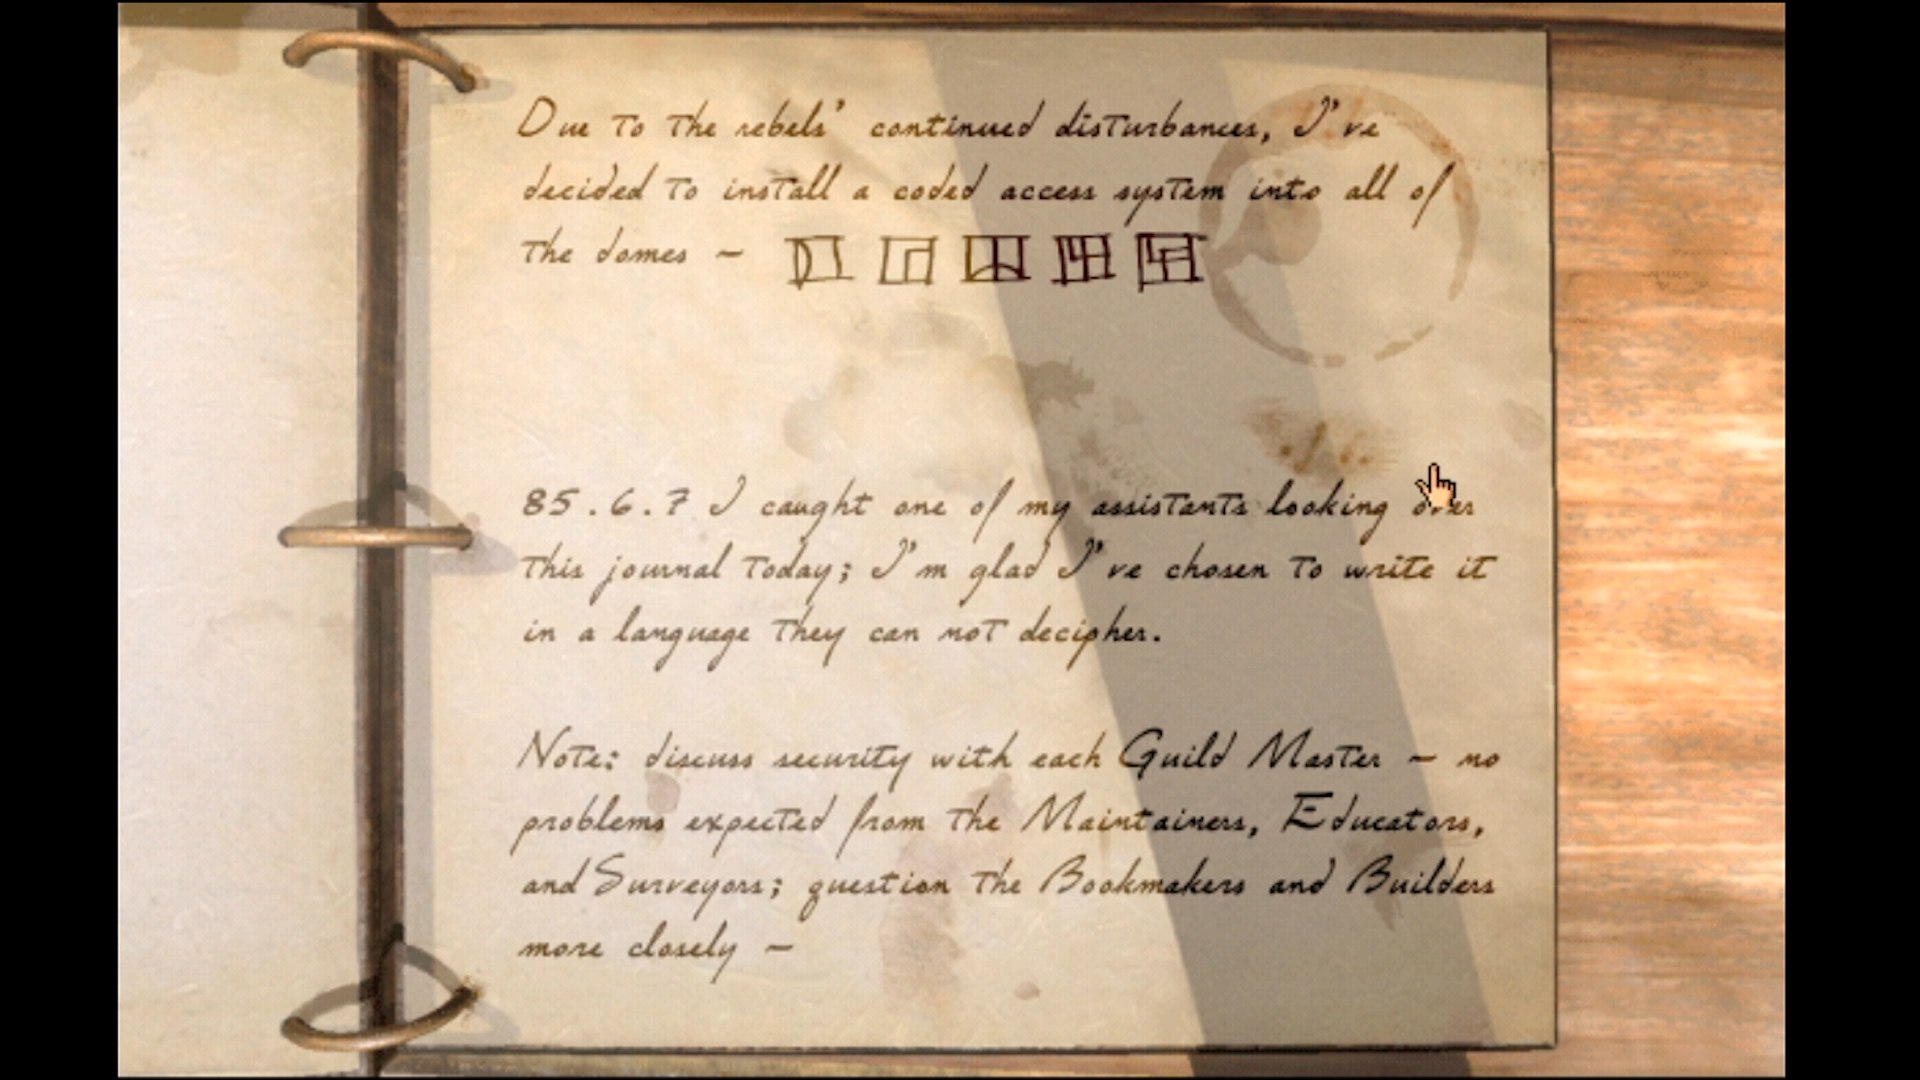 Due to the rebels' continued disturbances, I've
decided to install a coded access system into all of
the domes –
85.6.7 I caught one of my assistants looking over
this journal today; I'm glad I've chosen to write it
in a language they can not decipher.
Note: discuss security with each Guild Master – no
problems expected from the Maintainers, Educators,
and Surveyors; question the Bookmakers and Builders
more closely –